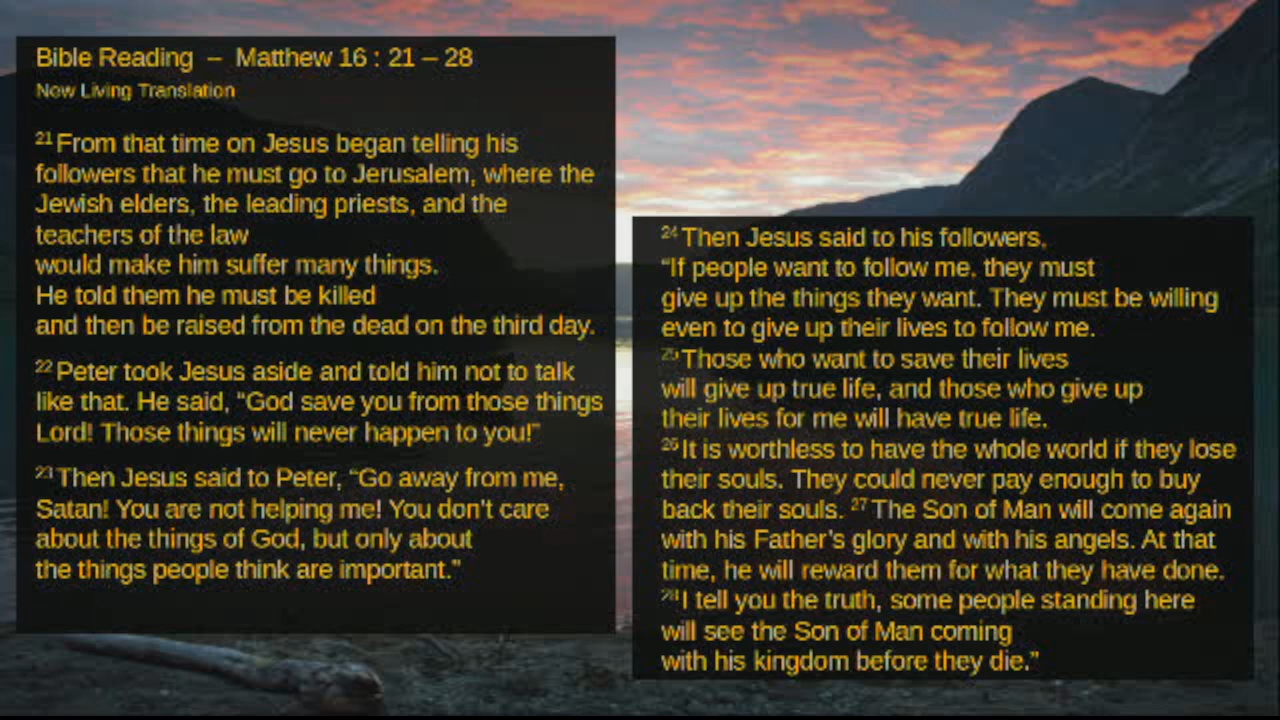 Bible Reading – Matthew 16 : 21 – 28
New Living Translation
21 From that time on Jesus began telling his
followers that he must go to Jerusalem, where the
Jewish elders, the leading priests, and the
teachers of the law
would make him suffer many things.
He told them he must be killed
and then be raised from the dead on the third day.
22 Peter took Jesus aside and told him not to talk
like that. He said, “God save you from those things
Lord! Those things will never happen to you!”
23 Then Jesus said to Peter, “Go away from me,
Satan! You are not helping me! You don’t care
about the things of God, but only about
the things people think are important.”
24 Then Jesus said to his followers,
“If people want to follow me, they must
give up the things they want. They must be willing
even to give up their lives to follow me.
25 Those who want to save their lives
will give up true life, and those who give up
their lives for me will have true life.
26 It is worthless to have the whole world if they lose
their souls. They could never pay enough to buy
back their souls. 27 The Son of Man will come again
with his Father’s glory and with his angels. At that
time, he will reward them for what they have done.
28 I tell you the truth, some people standing here
will see the Son of Man coming
with his kingdom before they die.”